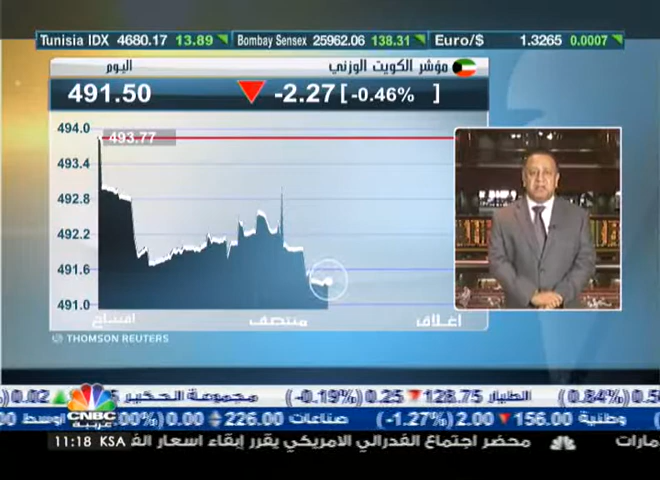 Tunisia IDX 4680.17 13.89 Bombay Sensex 25962.06 138.31 Euro/$ 1.3265 0.0007
مؤشر الكويت الوزني اليوم
491.50 -2.27 [-0.46% ]
494.0
493.77
493.4
492.8
492.2
491.6
491.0
افتتاح منتصف اغلاق
THOMSON REUTERS
0.02 مجموعة (-0.19%) 0.25 128.75 الطيار (0.84%)
CNBC
عربية
وسط 0.00%) 0.00 226.00 صناعات (-1.27%) 2.00 156.00 وطنية
11:18 KSA محضر اجتماع الفدرالي الامريكي يقرر إبقاء اسعار